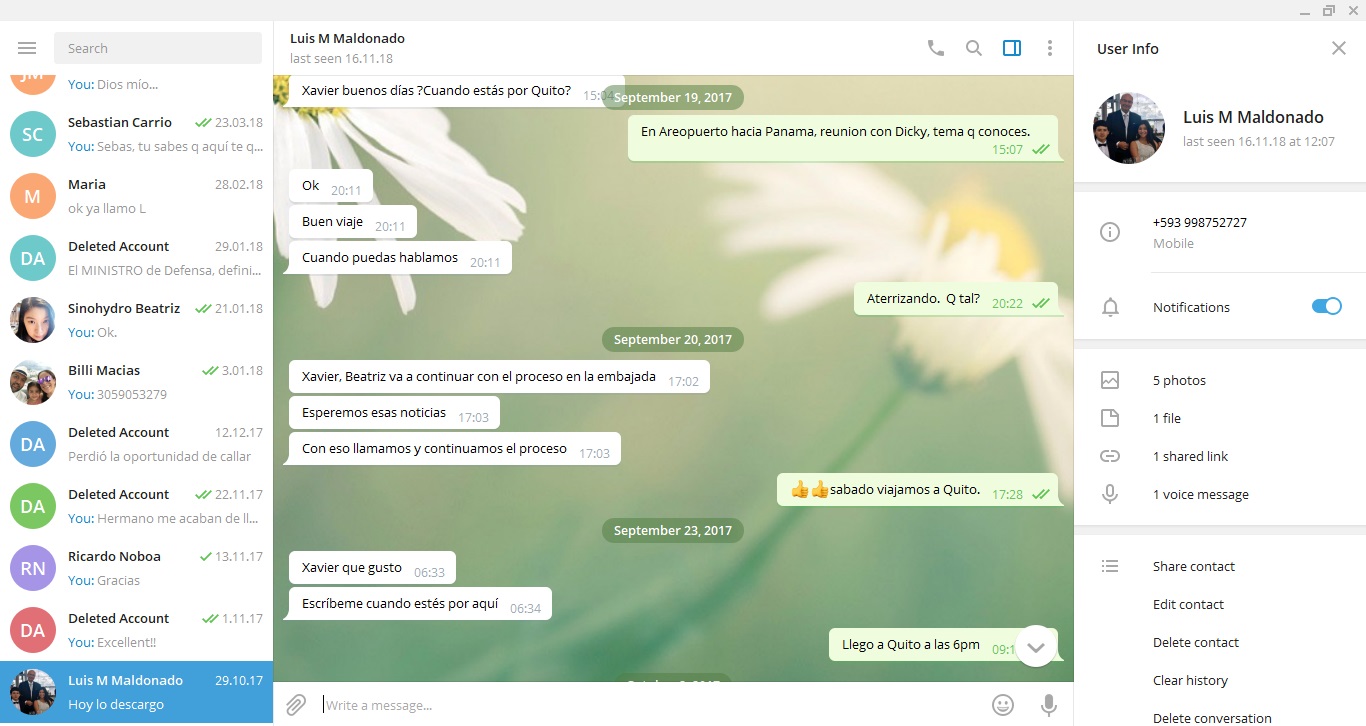 Search
JM
You: Dios mío...
SC
Sebastian Carrio 23.03.18
You: Sebas, tu sabes q aquí te q...
M
Maria 28.02.18
ok ya llamo L
DA
Deleted Account 29.01.18
El MINISTRO de Defensa, defini...
Sinohydro Beatriz 21.01.18
You: Ok.
Billi Macias 3.01.18
You: 3059053279
DA
Deleted Account 12.12.17
Perdió la oportunidad de callar
DA
Deleted Account 22.11.17
You: Hermano me acaban de ll...
RN
Ricardo Noboa 13.11.17
You: Gracias
DA
Deleted Account 1.11.17
You: Excellent!!
Luis M Maldonado 29.10.17
Hoy lo descargo
Luis M Maldonado
last seen 16.11.18
Xavier buenos días ?Cuando estás por Quito? 15:04
September 19, 2017
En Areopuerto hacia Panama, reunion con Dicky, tema q conoces.
15:07
Ok 20:11
Buen viaje 20:11
Cuando puedas hablamos 20:11
Aterrizando. Q tal? 20:22
September 20, 2017
Xavier, Beatriz va a continuar con el proceso en la embajada 17:02
Esperemos esas noticias 17:03
Con eso llamamos y continuamos el proceso 17:03
👍👍sabado viajamos a Quito. 17:28
September 23, 2017
Xavier que gusto 06:33
Escríbeme cuando estés por aquí 06:34
Llego a Quito a las 6pm 09:1
Write a message...
User Info
Luis M Maldonado
last seen 16.11.18 at 12:07
+593 998752727
Mobile
Notifications
5 photos
1 file
1 shared link
1 voice message
Share contact
Edit contact
Delete contact
Clear history
Delete conversation